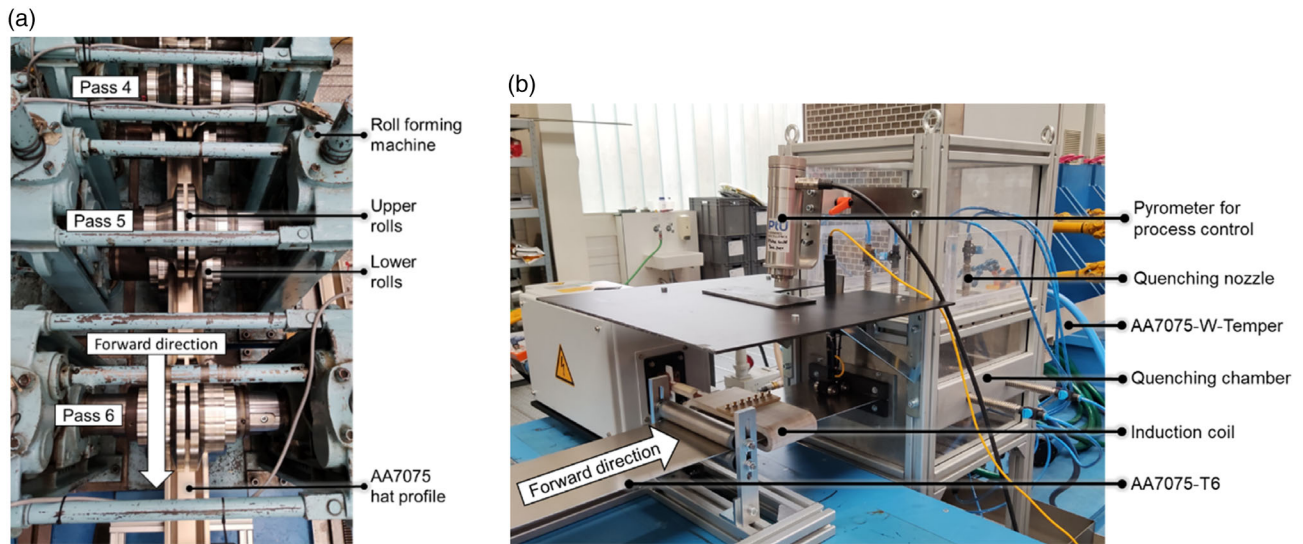 (a)
Pass 4
Roll forming
machine
Pass 5
Upper
rolls
Lower
rolls
Forward direction
Pass 6
AA7075
hat profile
(b)
PtU
Pyrometer for
process control
Quenching nozzle
AA7075-W-Temper
Quenching chamber
Induction coil
Forward direction
AA7075-T6